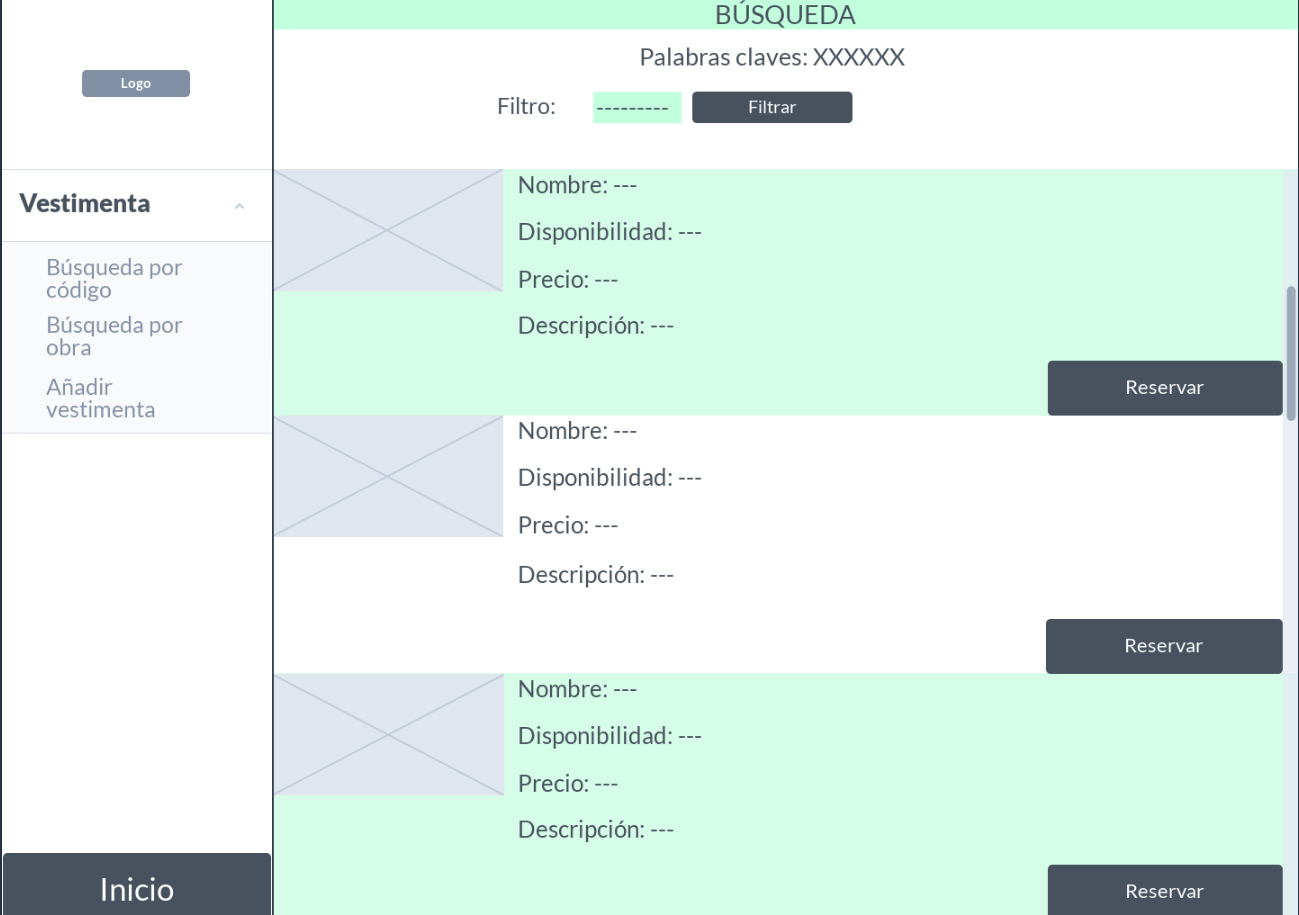 Logo
Vestimenta
Búsqueda por
código
Búsqueda por
obra
Añadir
vestimenta
Inicio
BÚSQUEDA
Palabras claves: XXXXXX
Filtro: --------- Filtrar
Nombre: ---
Disponibilidad: ---
Precio: ---
Descripción: ---
Reservar
Nombre: ---
Disponibilidad: ---
Precio: ---
Descripción: ---
Reservar
Nombre: ---
Disponibilidad: ---
Precio: ---
Descripción: ---
Reservar